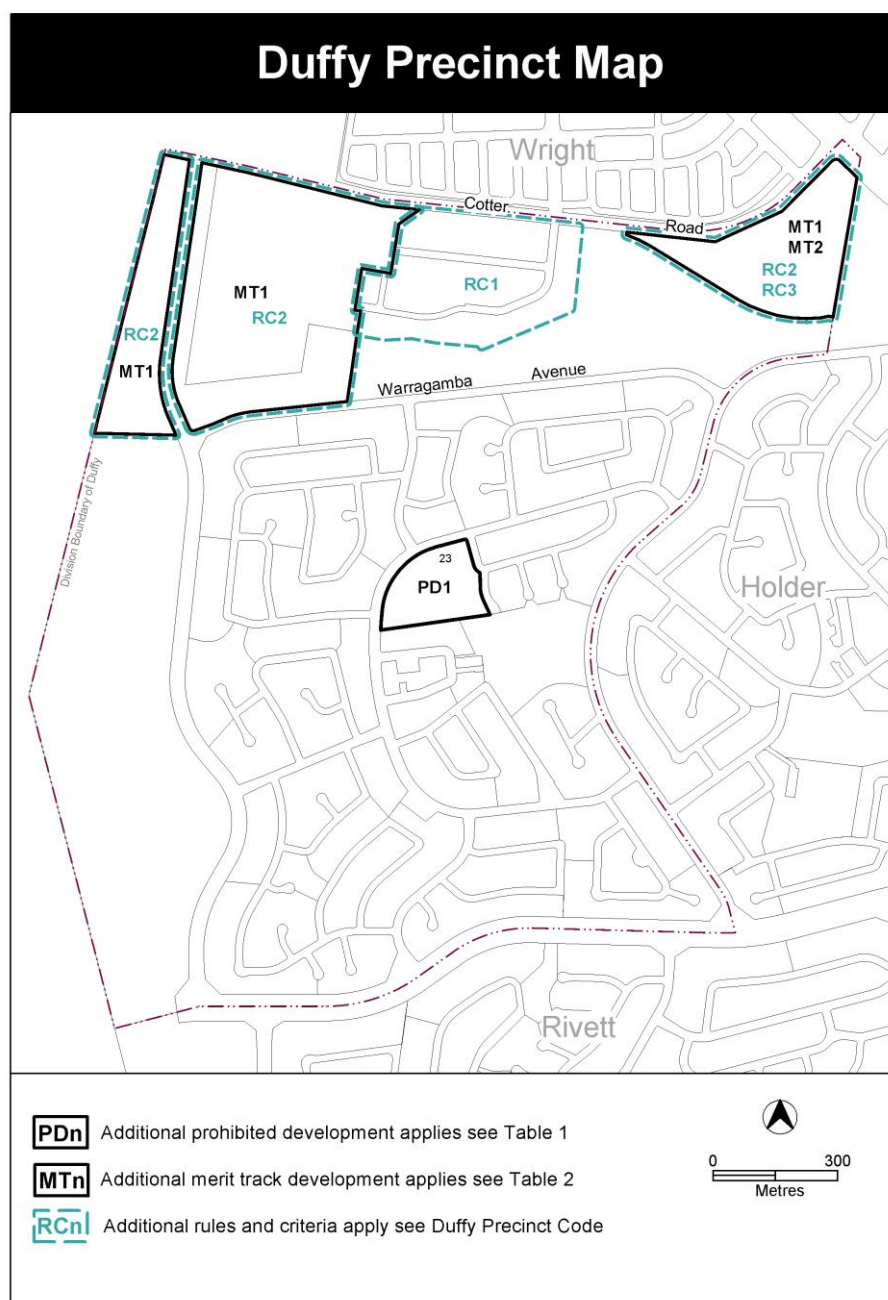 Duffy Precinct Map
Wright
Cotter
Road
MT1
MT2
RC2
RC3
RC1
MT1
RC2
RC2
MT1
Warragamba Avenue
Division Boundary of Duffy
23
PD1
Holder
Rivett
PDn Additional prohibited development applies see Table 1
MTn Additional merit track development applies see Table 2
RCn Additional rules and criteria apply see Duffy Precinct Code
0 300
Metres